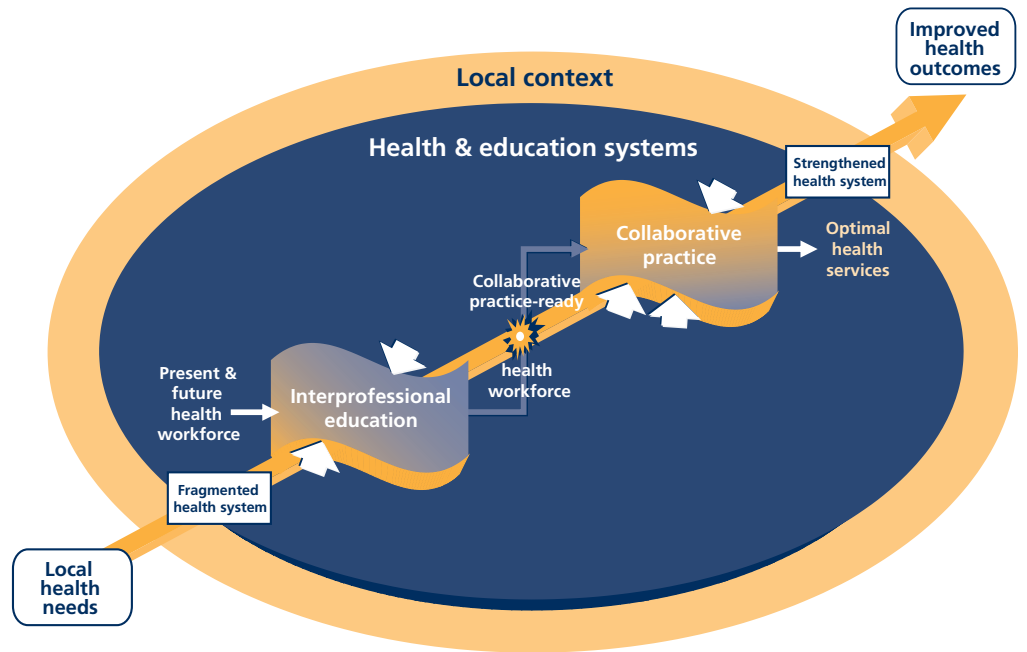 Improved
health
outcomes
Local context
Health & education systems
Strengthened
health system
Collaborative
practice
Optimal
health
services
Collaborative
practice-ready
health
workforce
Present &
future
health
workforce
Interprofessional
education
Fragmented
health system
Local
health
needs